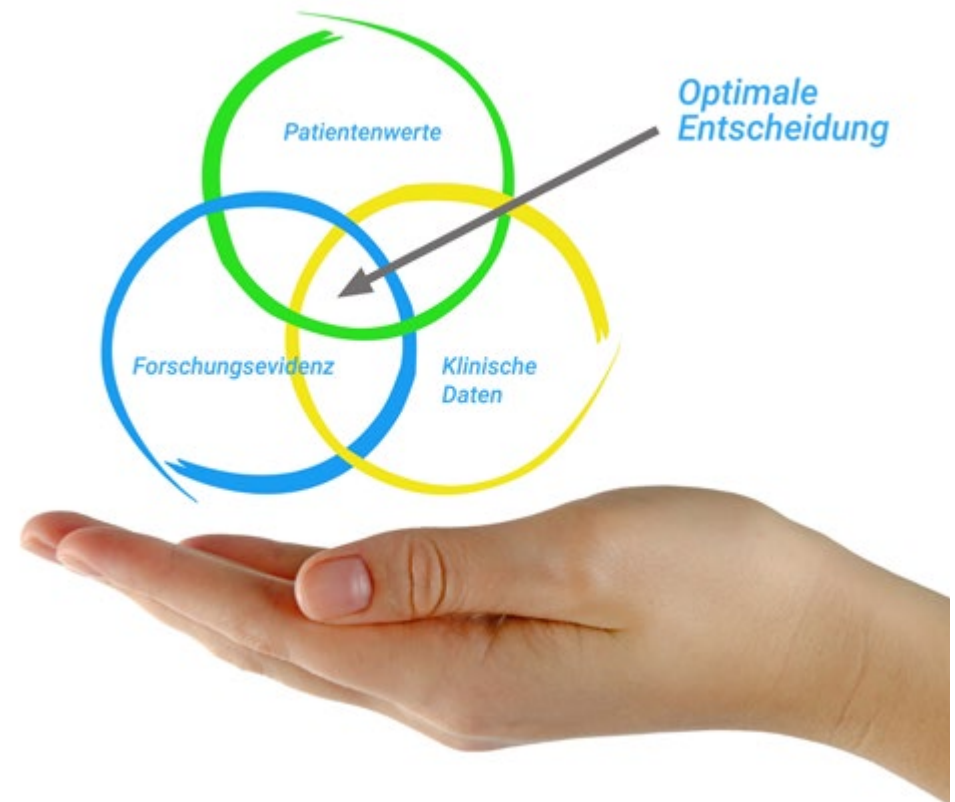 Optimale
Entscheidung
Patientenwerte
Forschungsevidenz
Klinische
Daten